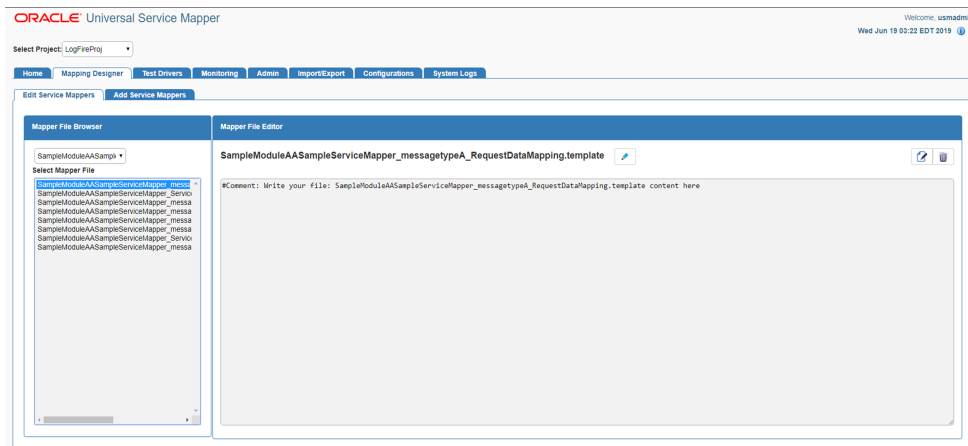 ORACLE® Universal Service Mapper
Welcome, usmadmi
Wed Jun 19 03:22 EDT 2019
Select Project: LogFireProj
Home Mapping Designer Test Drivers Monitoring Admin Import/Export Configurations System Logs
Edit Service Mappers Add Service Mappers
Mapper File Browser
SampleModuleAASampl
Select Mapper File
SampleModuleAASampleServiceMapper_messa
SampleModuleAASampleServiceMapper_Servic
SampleModuleAASampleServiceMapper_messa
SampleModuleAASampleServiceMapper_messa
SampleModuleAASampleServiceMapper_messa
SampleModuleAASampleServiceMapper_messa
SampleModuleAASampleServiceMapper_Servic
SampleModuleAASampleServiceMapper_messa
Mapper File Editor
SampleModuleAASampleServiceMapper_messagetypeA_RequestDataMapping.template
#Comment: Write your file: SampleModuleAASampleServiceMapper_messagetypeA_RequestDataMapping.template content here